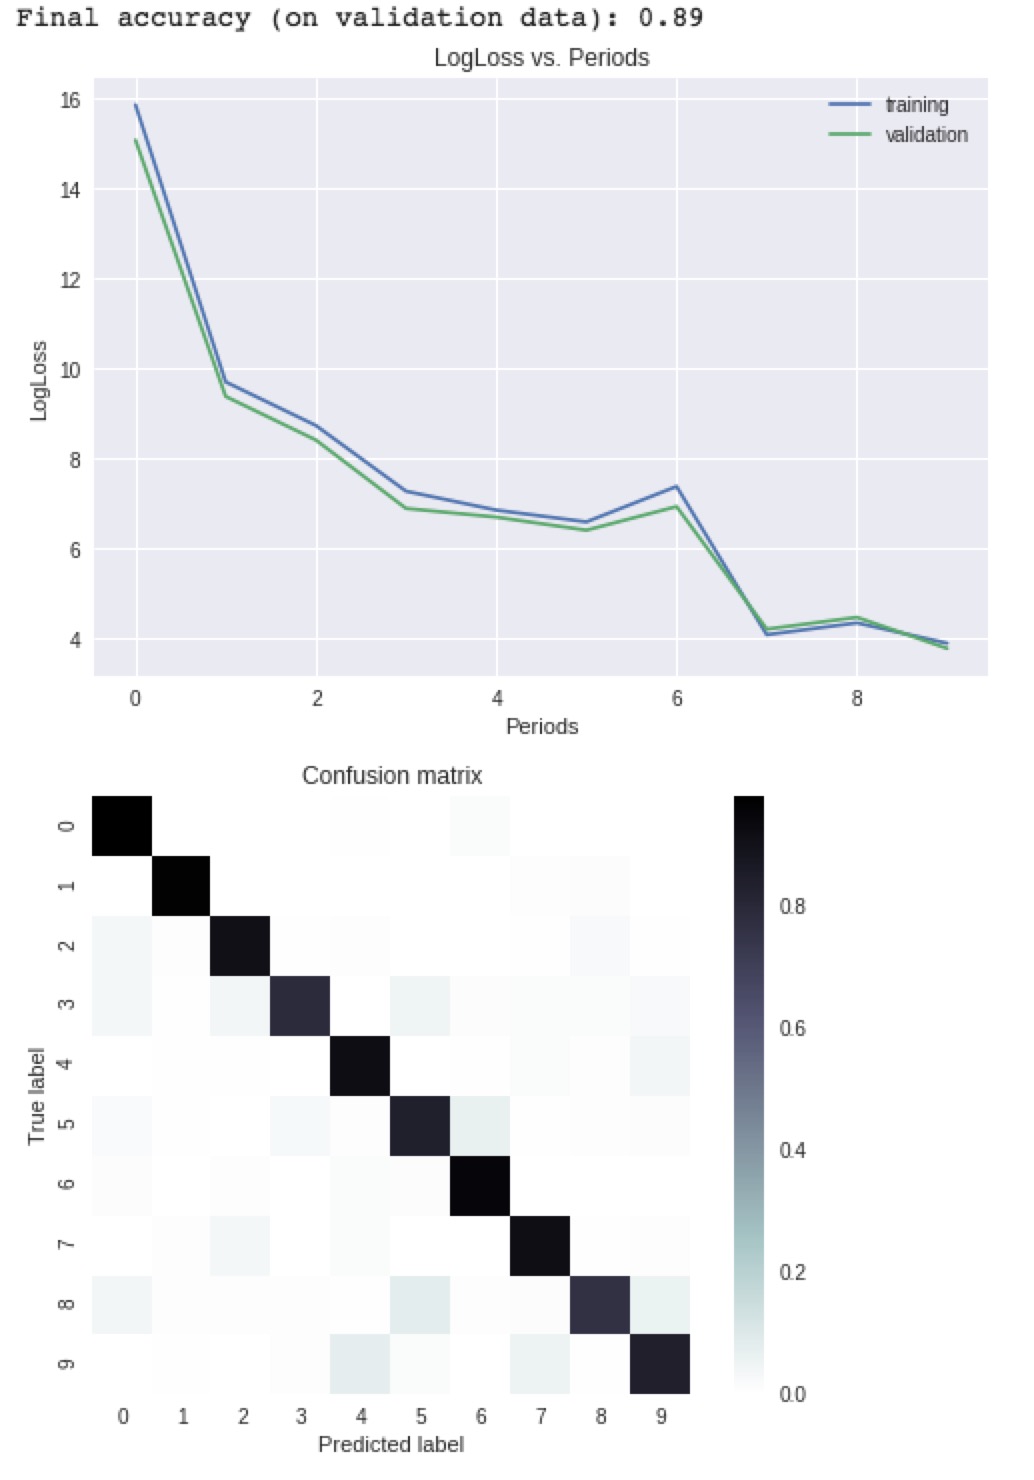 Final accuracy (on validation data): 0.89
LogLoss vs. Periods
training
validation
16
14
12
10
8
6
4
LogLoss
0 2 4 6 8
Periods
Confusion matrix
0
1
2
3
4
5
6
7
8
9
True label
0 1 2 3 4 5 6 7 8 9
Predicted label
0.8
0.6
0.4
0.2
0.0